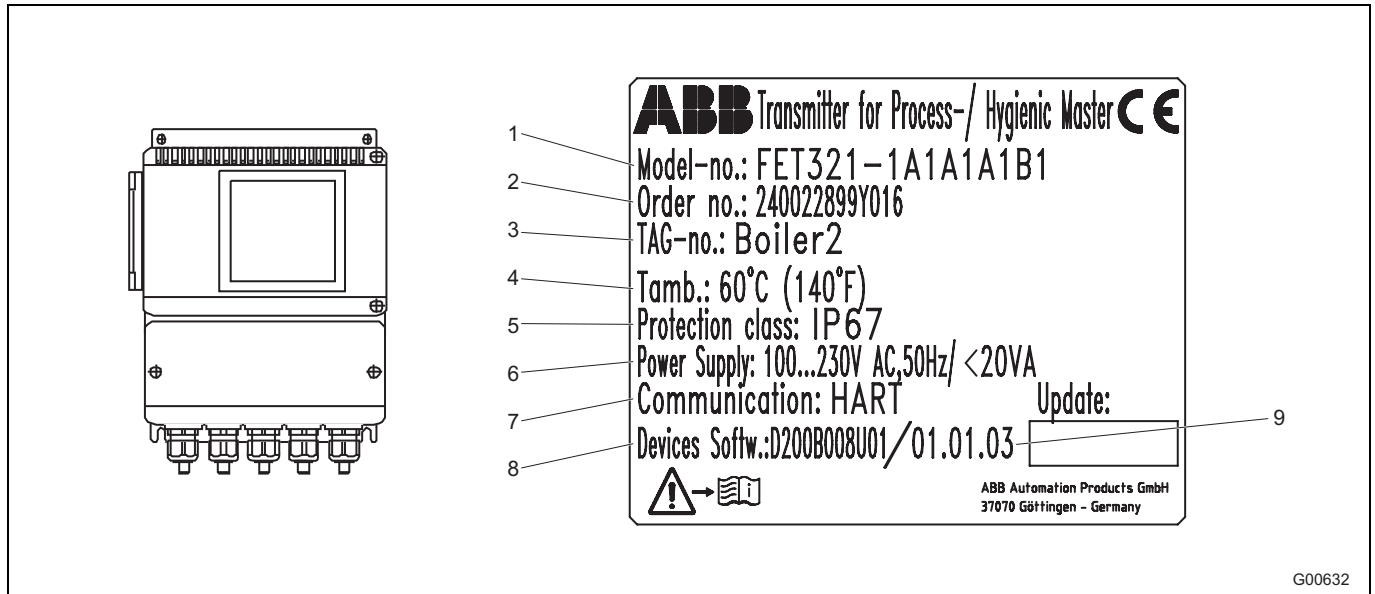 ABB Transmitter for Process-/ Hygienic Master CE
1
Model-no.: FET321-1A1A1A1B1
2
Order no.: 240022899Y016
3
TAG-no.: Boiler2
4
Tamb.: 60°C (140°F)
5
Protection class: IP67
6
Power Supply: 100...230V AC,50Hz/ <20VA
7
Communication: HART
Update:
8
Devices Softw.:D200B008U01/01.01.03
9
i
ABB Automation Products GmbH
37070 Göttingen - Germany
G00632